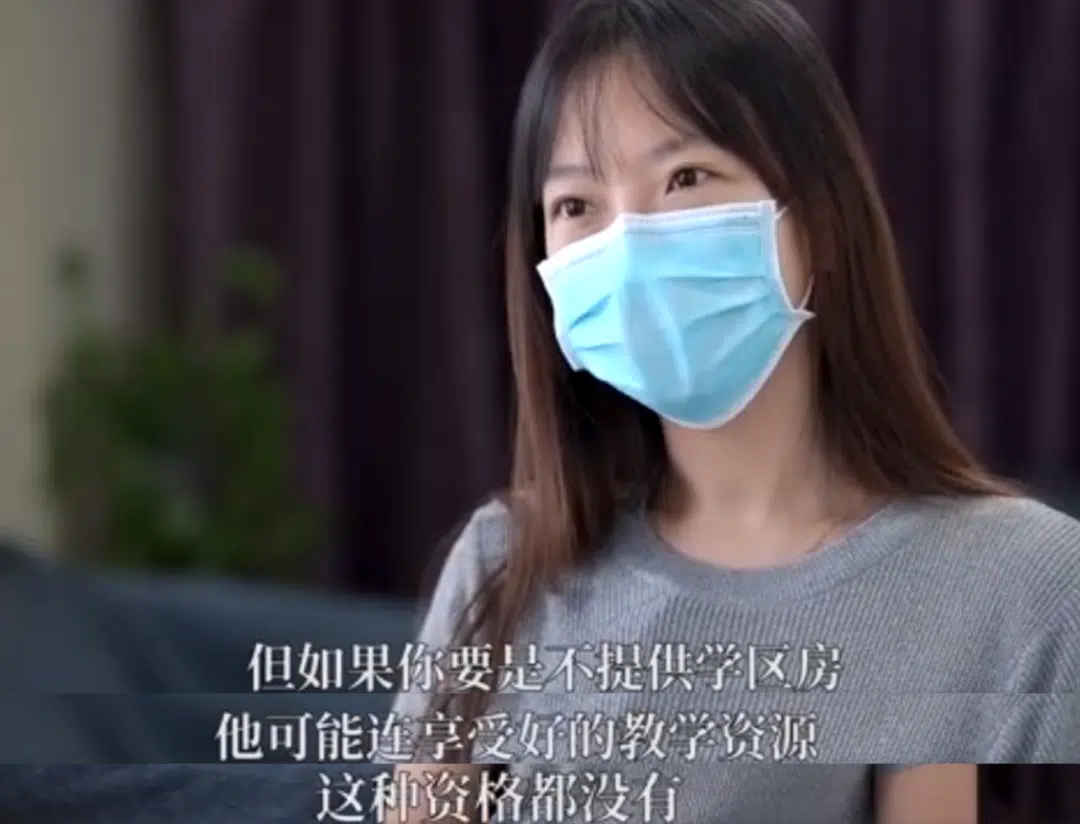 但如果你要是不提供学区房
他可能连享受好的教学资源
这种资格都没有